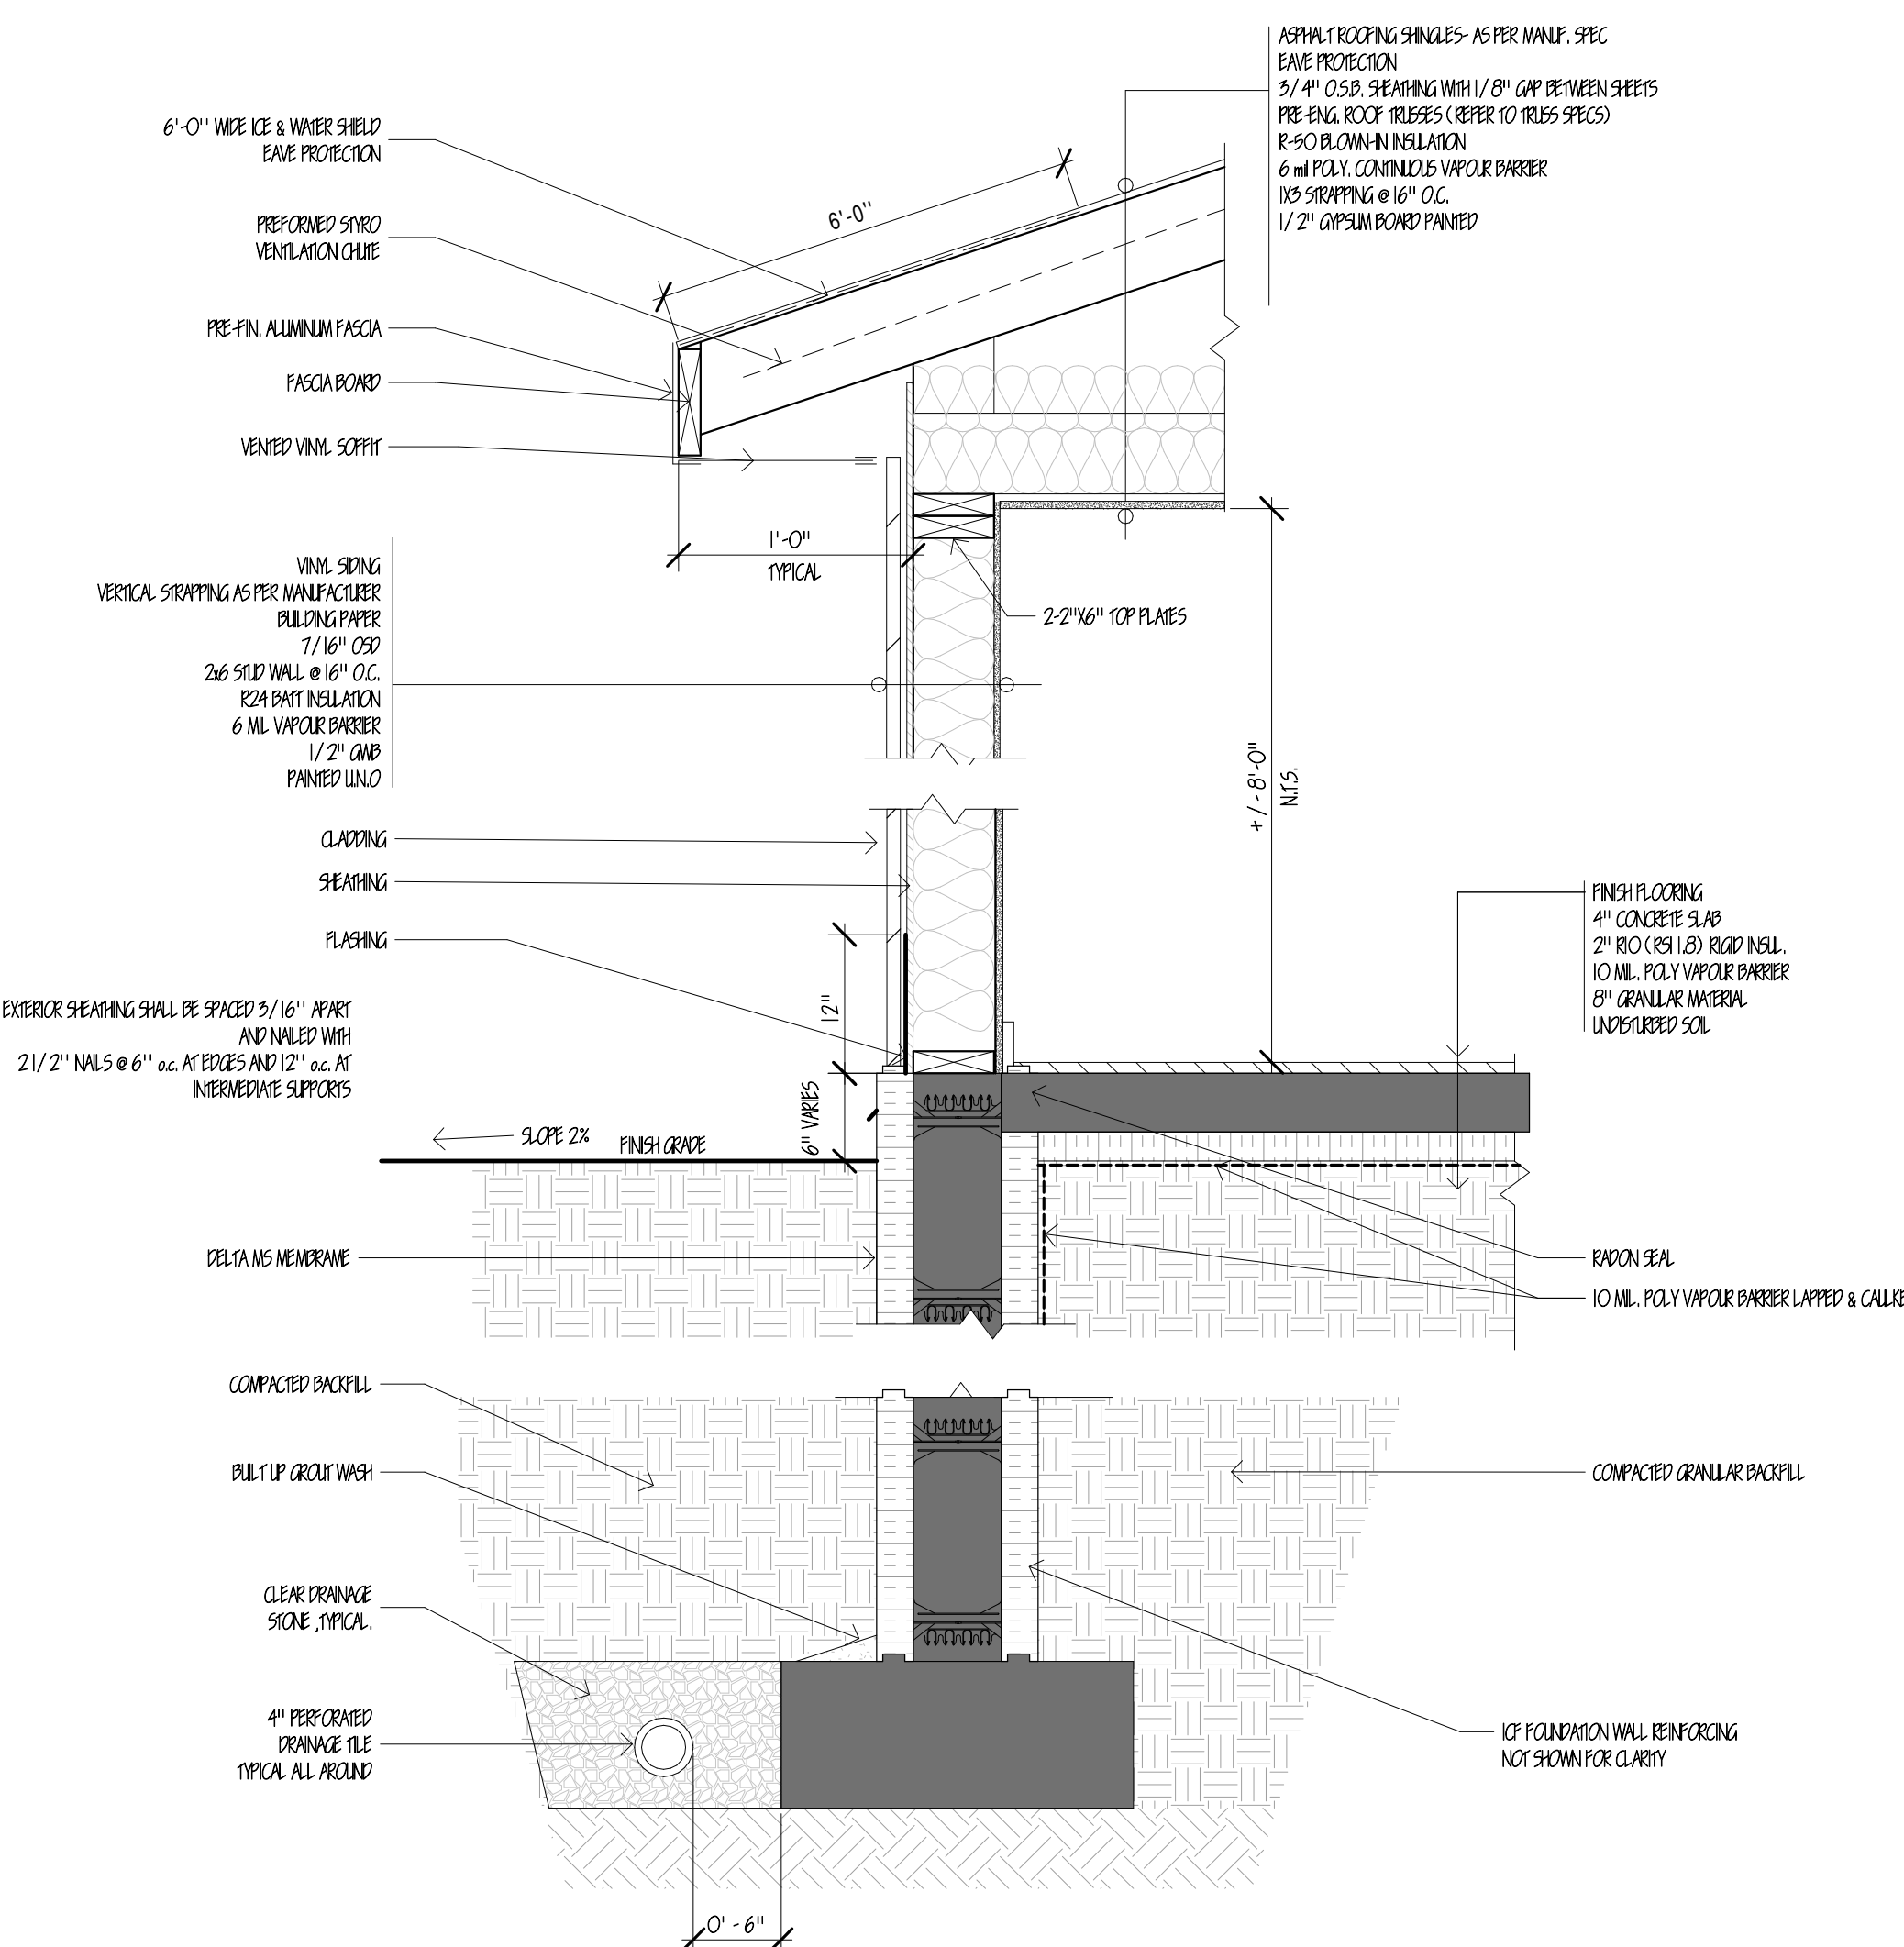 ASPHALT ROOFING SHINGLES- AS PER MANUF. SPEC
EAVE PROTECTION
3/4" O.S.B. SHEATHING WITH 1/8" GAP BETWEEN SHEETS
PRE-ENG. ROOF TRUSSES (REFER TO TRUSS SPECS)
R-50 BLOWN-IN INSULATION
6 mil POLY. CONTINUOUS VAPOUR BARRIER
1X3 STRAPPING @ 16" O.C.
1/2" GYPSUM BOARD PAINTED
6'-0" WIDE ICE & WATER SHIELD
EAVE PROTECTION
6'-0"
PREFORMED STYRO
VENTILATION CHUTE
PRE-FIN. ALUMINUM FASCIA
FASCIA BOARD
VENTED VINYL SOFFIT
1'-0"
TYPICAL
2-2"X6" TOP PLATES
VINYL SIDING
VERTICAL STRAPPING AS PER MANUFACTURER
BUILDING PAPER
7/16" OSD
2x6 STUD WALL @ 16" O.C.
R24 BATT INSULATION
6 MIL VAPOUR BARRIER
1/2" GWB
PAINTED U.N.O
+/- 8'-0"
N.T.S.
CLADDING
SHEATHING
FLASHING
12"
FINISH FLOORING
4" CONCRETE SLAB
2" R10 (RSI 1.8) RIGID INSUL.
10 MIL. POLY VAPOUR BARRIER
8" GRANULAR MATERIAL
UNDISTURBED SOIL
EXTERIOR SHEATHING SHALL BE SPACED 3/16" APART
AND NAILED WITH
2 1/2" NAILS @ 6" o.c. AT EDGES AND 12" o.c. AT
INTERMEDIATE SUPPORTS
6" VARIES
SLOPE 2%
FINISH GRADE
DELTA MS MEMBRAME
RADON SEAL
10 MIL. POLY VAPOUR BARRIER LAPPED & CAULKE
COMPACTED BACKFILL
BUILT UP GROUT WASH
COMPACTED GRANULAR BACKFILL
CLEAR DRAINAGE
STONE ,TYPICAL.
4" PERFORATED
DRAINAGE TILE
TYPICAL ALL AROUND
ICF FOUNDATION WALL REINFORCING
NOT SHOWN FOR CLARITY
0' - 6"